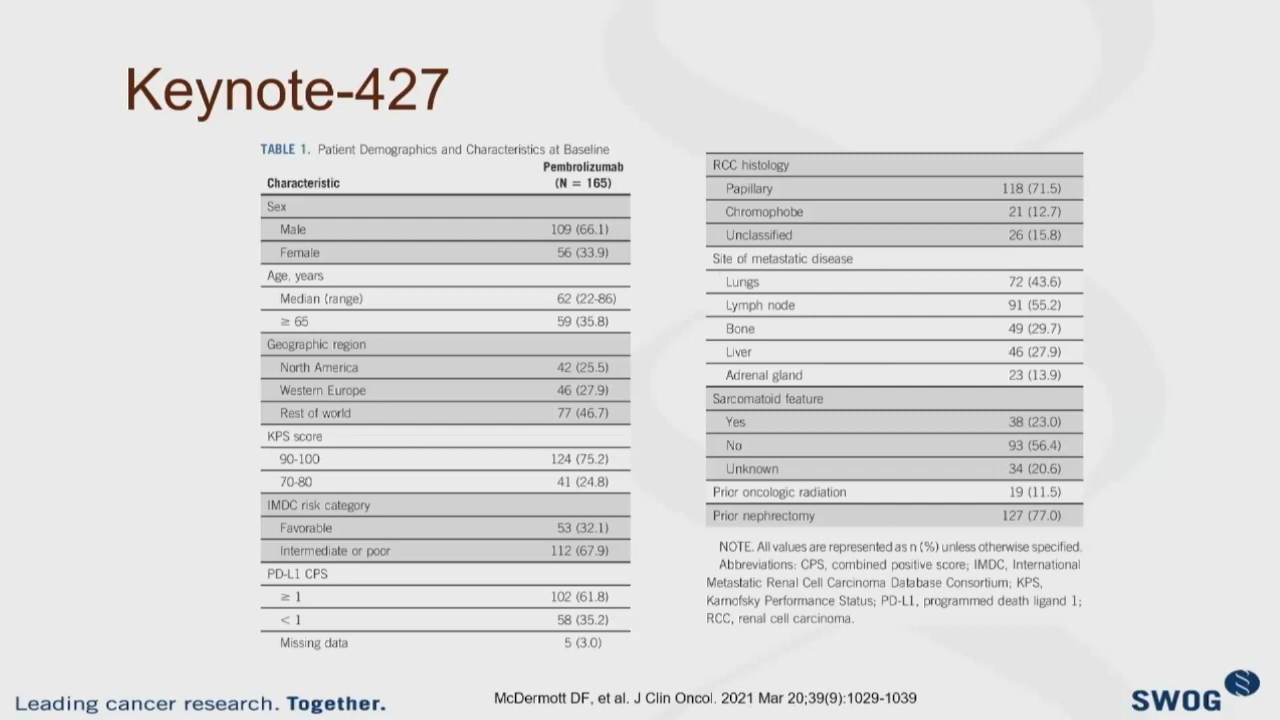 Keynote-427
TABLE 1. Patient Demographics and Characteristics at Baseline
Pembrolizumab
Characteristic (N = 165)
Sex
Male 109 (66.1)
Female 56 (33.9)
Age, years
Median (range) 62 (22-86)
≥ 65 59 (35.8)
Geographic region
North America 42 (25.5)
Western Europe 46 (27.9)
Rest of world 77 (46.7)
KPS score
90-100 124 (75.2)
70-80 41 (24.8)
IMDC risk category
Favorable 53 (32.1)
Intermediate or poor 112 (67.9)
PD-L1 CPS
≥ 1 102 (61.8)
< 1 58 (35.2)
Missing data 5 (3.0)
RCC histology
Papillary 118 (71.5)
Chromophobe 21 (12.7)
Unclassified 26 (15.8)
Site of metastatic disease
Lungs 72 (43.6)
Lymph node 91 (55.2)
Bone 49 (29.7)
Liver 46 (27.9)
Adrenal gland 23 (13.9)
Sarcomatoid feature
Yes 38 (23.0)
No 93 (56.4)
Unknown 34 (20.6)
Prior oncologic radiation 19 (11.5)
Prior nephrectomy 127 (77.0)
NOTE. All values are represented as n (%) unless otherwise specified.
Abbreviations: CPS, combined positive score; IMDC, International
Metastatic Renal Cell Carcinoma Database Consortium; KPS,
Karnofsky Performance Status; PD-L1, programmed death ligand 1;
RCC, renal cell carcinoma.
Leading cancer research. Together.
McDermott DF, et al. J Clin Oncol. 2021 Mar 20;39(9):1029-1039
SWOG